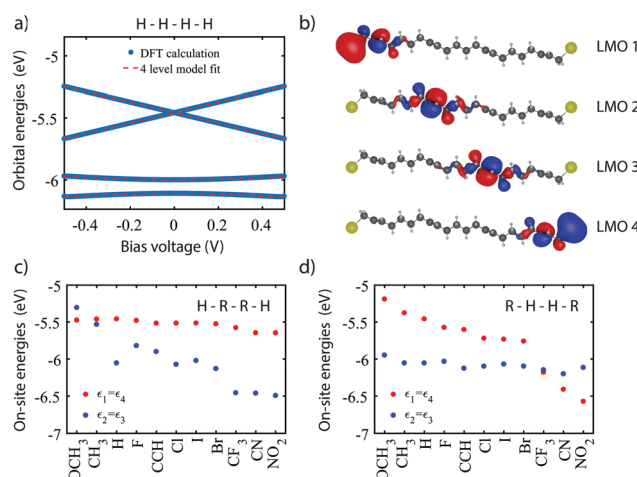 a)
H - H - H - H
DFT calculation
4 level model fit
Orbital energies (eV)
-5
-5.5
-6
-0.4
-0.2
0
0.2
0.4
Bias voltage (V)
b)
LMO 1
LMO 2
LMO 3
LMO 4
c)
H - R - R - H
On-site energies (eV)
-5
-5.5
-6
-6.5
-7
ϵ₁=ϵ₄
ϵ₂=ϵ₃
OCH₃
CH₃
H
F
CCH
Cl
I
Br
CF₃
CN
NO₂
d)
R - H - H - R
On-site energies (eV)
-5
-5.5
-6
-6.5
-7
ϵ₁=ϵ₄
ϵ₂=ϵ₃
OCH₃
CH₃
H
F
CCH
Cl
I
Br
CF₃
CN
NO₂